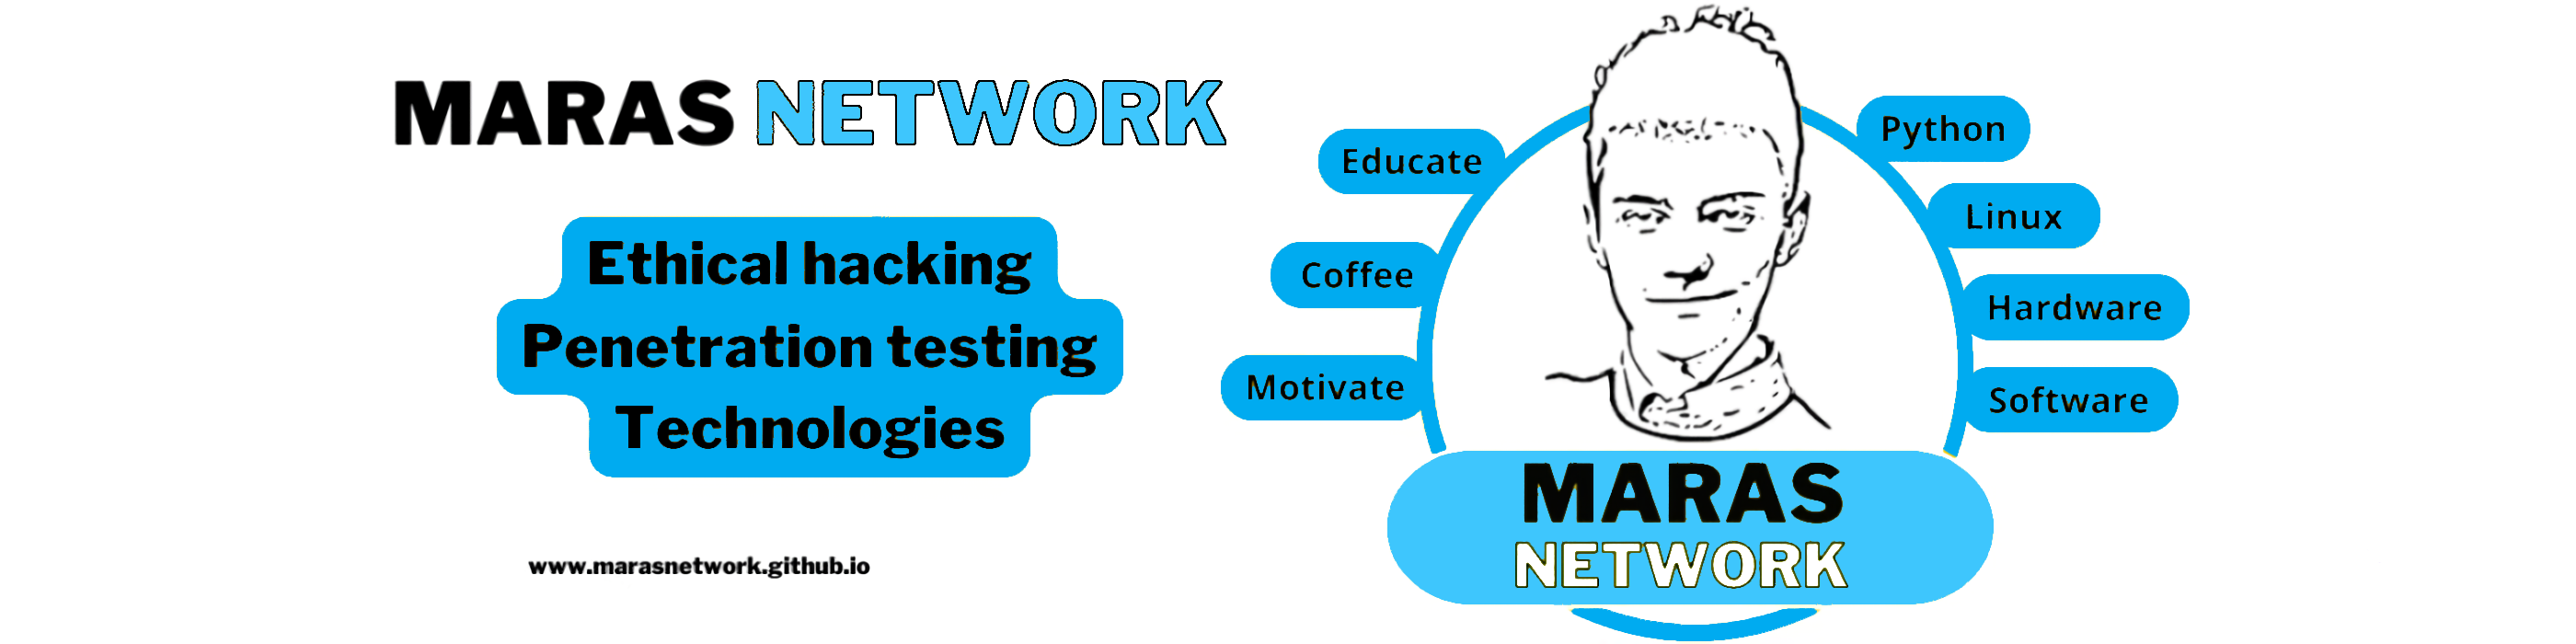 MARAS NETWORK
Ethical hacking
Penetration testing
Technologies
www.marasnetwork.github.io
Educate
Coffee
Motivate
Python
Linux
Hardware
Software
MARAS
NETWORK